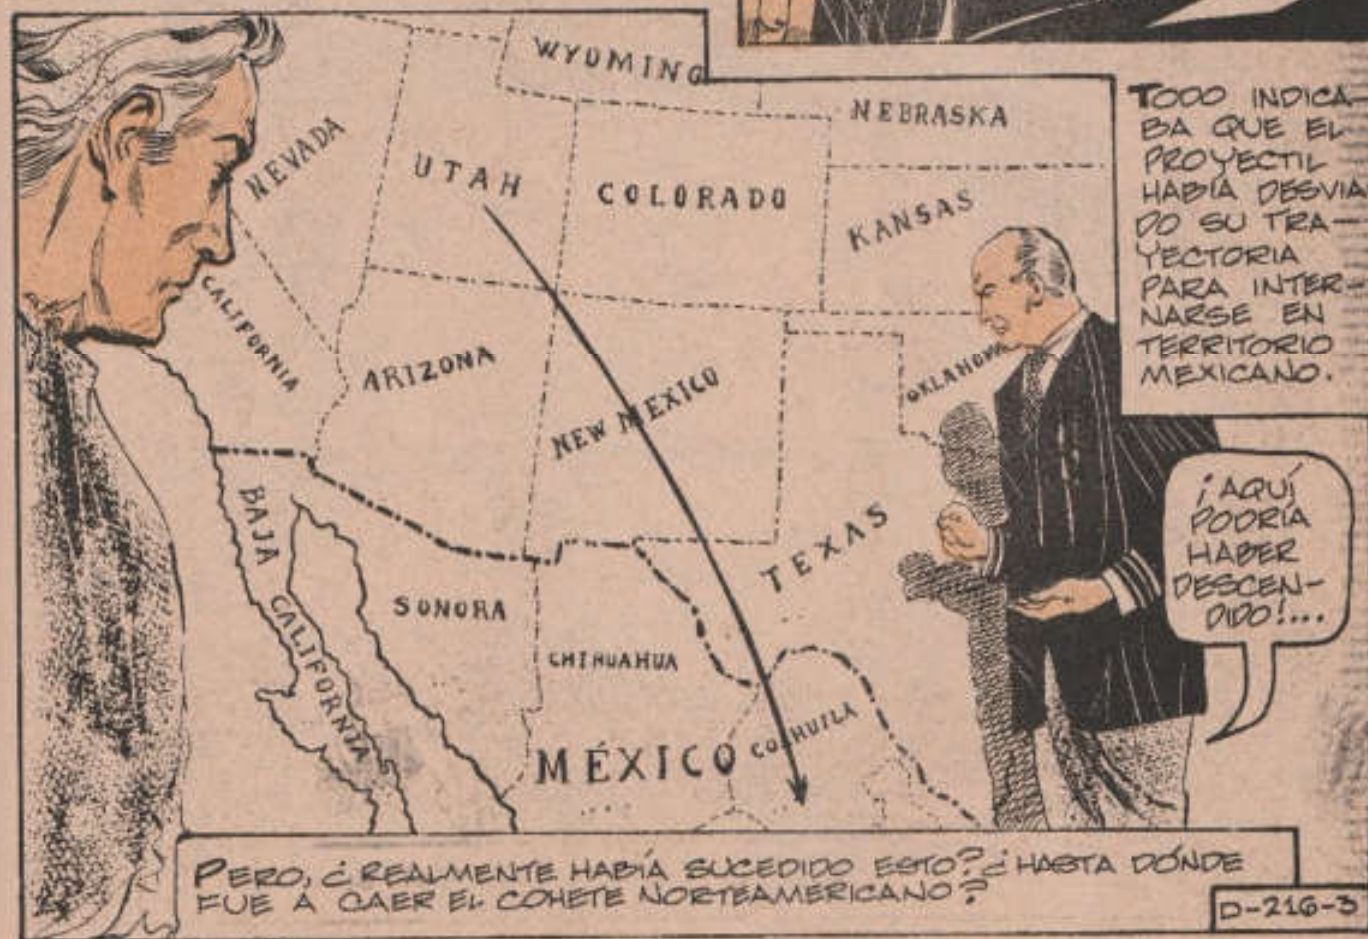 WYOMING
NEBRASKA
NEVADA
UTAH
COLORADO
KANSAS
CALIFORNIA
ARIZONA
NEW MEXICO
OKLAHOMA
TEXAS
BAJA CALIFORNIA
SONORA
CHIHUAHUA
MÉXICO
COAHUILA
TODO INDICA-
BA QUE EL
PROYECTIL
HABÍA DESVIA
DO SU TRA-
YECTORIA
PARA INTER-
NARSE EN
TERRITORIO
MEXICANO.
¡AQUÍ
PODRÍA
HABER
DESCEN-
DIDO!...
PERO, ¿REALMENTE HABÍA SUCEDIDO ESTO? ¿HASTA DÓNDE
FUE A CAER EL COHETE NORTEAMERICANO?
D-216-3